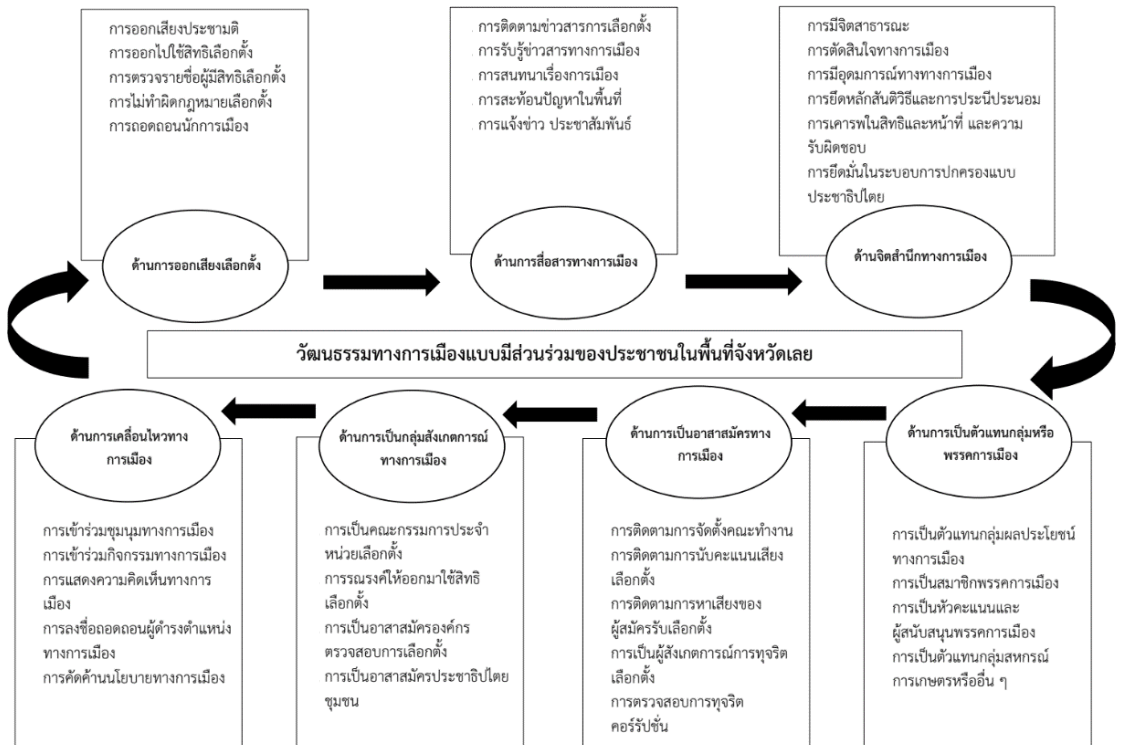 การออกเสียงประชามติ
การออกไปใช้สิทธิเลือกตั้ง
การตรวจรายชื่อผู้มีสิทธิเลือกตั้ง
การไม่ทำผิดกฎหมายเลือกตั้ง
การถอดถอนนักการเมือง
ด้านการออกเสียงเลือกตั้ง
การติดตามข่าวสารการเลือกตั้ง
การรับรู้ข่าวสารทางการเมือง
การสนทนาเรื่องการเมือง
การสะท้อนปัญหาในพื้นที่
การแจ้งข่าว ประชาสัมพันธ์
ด้านการสื่อสารทางการเมือง
การมีจิตสาธารณะ
การตัดสินใจทางการเมือง
การมีอุดมการณ์ทางทางการเมือง
การยึดหลักสันติวิธีและการประนีประนอม
การเคารพในสิทธิและหน้าที่ และความ
รับผิดชอบ
การยึดมั่นในระบอบการปกครองแบบ
ประชาธิปไตย
ด้านจิตสำนึกทางการเมือง
วัฒนธรรมทางการเมืองแบบมีส่วนร่วมของประชาชนในพื้นที่จังหวัดเลย
ด้านการเคลื่อนไหวทาง
การเมือง
การเข้าร่วมชุมนุมทางการเมือง
การเข้าร่วมกิจกรรมทางการเมือง
การแสดงความคิดเห็นทางการ
เมือง
การลงชื่อถอดถอนผู้ดำรงตำแหน่ง
ทางการเมือง
การคัดค้านนโยบายทางการเมือง
ด้านการเป็นกลุ่มสังเกตการณ์
ทางการเมือง
การเป็นคณะกรรมการประจำ
หน่วยเลือกตั้ง
การรณรงค์ให้ออกมาใช้สิทธิ
เลือกตั้ง
การเป็นอาสาสมัครองค์กร
ตรวจสอบการเลือกตั้ง
การเป็นอาสาสมัครประชาธิปไตย
ชุมชน
ด้านการเป็นอาสาสมัครทาง
การเมือง
การติดตามการจัดตั้งคณะทำงาน
การติดตามการนับคะแนนเสียง
เลือกตั้ง
การติดตามการหาเสียงของ
ผู้สมัครรับเลือกตั้ง
การเป็นผู้สังเกตการณ์การทุจริต
เลือกตั้ง
การตรวจสอบการทุจริต
คอร์รัปชั่น
ด้านการเป็นตัวแทนกลุ่มหรือ
พรรคการเมือง
การเป็นตัวแทนกลุ่มผลประโยชน์
ทางการเมือง
การเป็นสมาชิกพรรคการเมือง
การเป็นหัวคะแนนและ
ผู้สนับสนุนพรรคการเมือง
การเป็นตัวแทนกลุ่มสหกรณ์
การเกษตรหรืออื่น ๆ